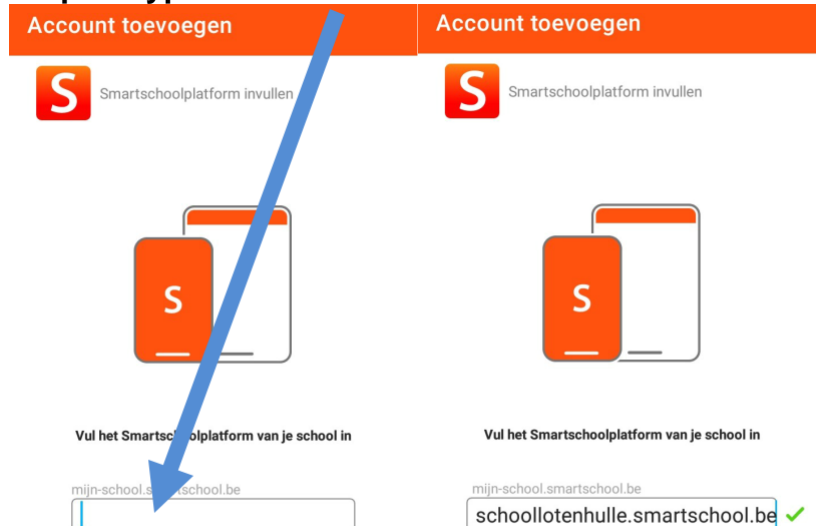 Account toevoegen
S Smartschoolplatform invullen
S
Vul het Smartschoolplatform van je school in
mijn-school.smartschool.be
Account toevoegen
S Smartschoolplatform invullen
S
Vul het Smartschoolplatform van je school in
mijn-school.smartschool.be
schoollotenhulle.smartschool.be